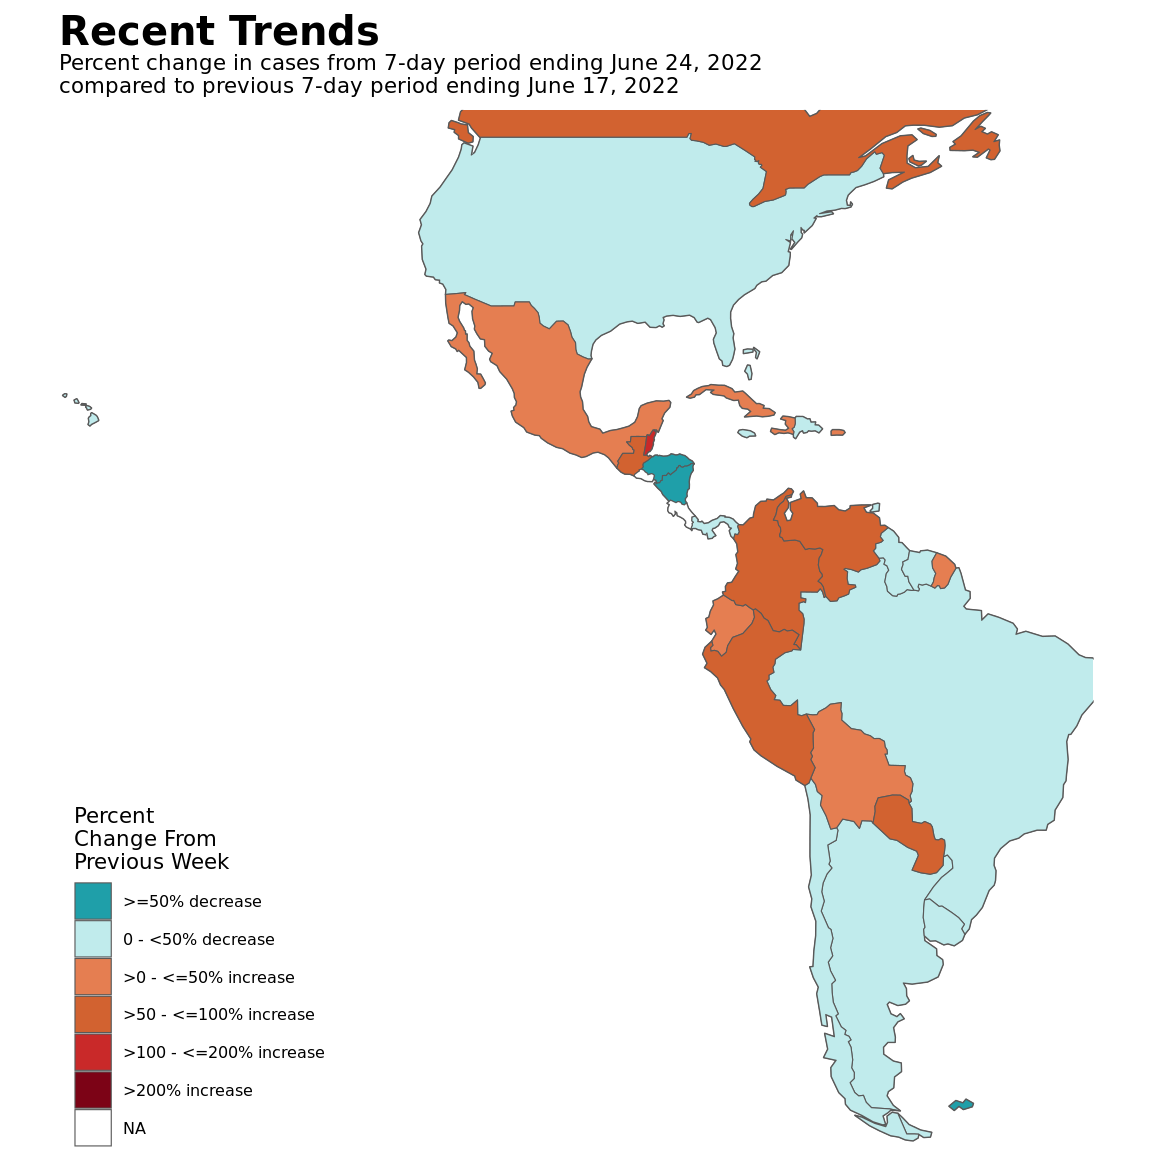 Recent Trends
Percent change in cases from 7-day period ending June 24, 2022
compared to previous 7-day period ending June 17, 2022
Percent
Change From
Previous Week
>=50% decrease
0 - <50% decrease
>0 - <=50% increase
>50 - <=100% increase
>100 - <=200% increase
>200% increase
NA